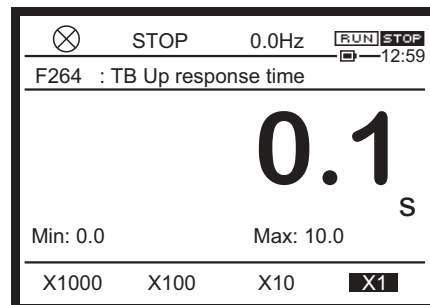 STOP 0.0Hz RUN STOP
12:59
F264 : TB Up response time
0.1
s
Min: 0.0 Max: 10.0
X1000 X100 X10 X1